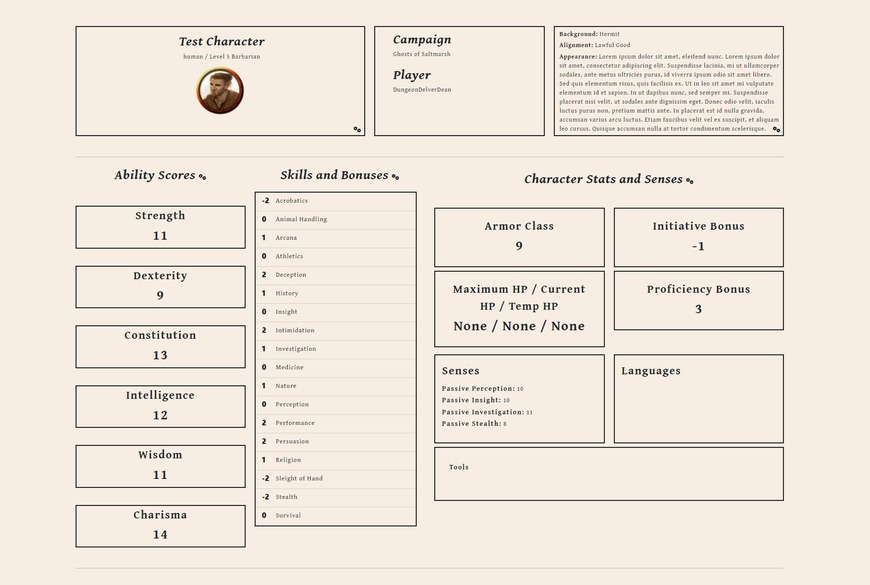 Test Character
human / Level 5 Barbarian
Campaign
Ghosts of Saltmarsh
Player
DungeonDelverDean
Background: Hermit
Alignment: Lawful Good
Appearance: Lorem ipsum dolor sit amet, eleifend nunc. Lorem ipsum dolor
sit amet, consectetur adipiscing elit. Suspendisse lacinia, mi ut ullamcorper
sodales, ante metus ultricies purus, id viverra ipsum orci sit amet libero.
Sed quis elementum risus, quis facilisis ex. Ut in leo sit amet mi vulputate
elementum id et sapien. In ut dapibus nunc, sed semper mi. Suspendisse
placerat nisi velit, ut sodales ante dignissim eget. Donec odio velit, iaculis
luctus purus non, pretium mattis ante. In placerat est id nulla gravida,
accumsan varius arcu luctus. Etiam faucibus velit vel ex suscipit, et aliquam
leo cursus. Quisque accumsan nulla at tortor condimentum scelerisque.
Ability Scores
Strength
11
Dexterity
9
Constitution
13
Intelligence
12
Wisdom
11
Charisma
14
Skills and Bonuses
-2 Acrobatics
0 Animal Handling
1 Arcana
0 Athletics
2 Deception
1 History
0 Insight
2 Intimidation
1 Investigation
0 Medicine
1 Nature
0 Perception
2 Performance
2 Persuasion
1 Religion
-2 Sleight of Hand
-2 Stealth
0 Survival
Character Stats and Senses
Armor Class
9
Initiative Bonus
-1
Maximum HP / Current
HP / Temp HP
None / None / None
Proficiency Bonus
3
Senses
Passive Perception: 10
Passive Insight: 10
Passive Investigation: 11
Passive Stealth: 8
Languages
Tools